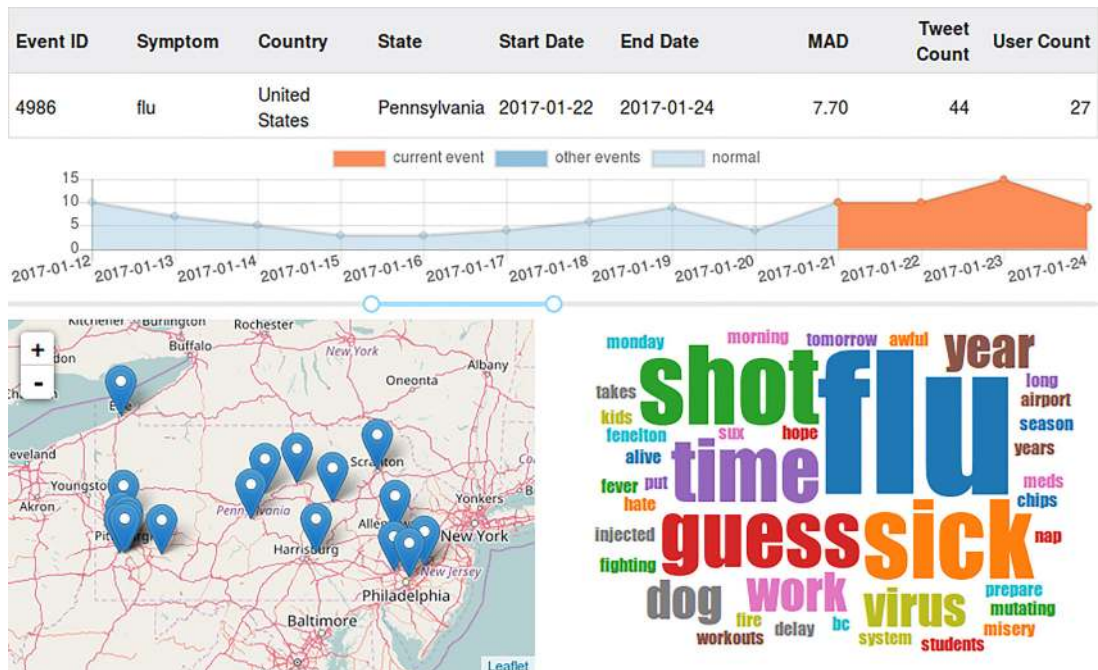 Event ID Symptom Country State Start Date End Date MAD Tweet Count User Count
4986 flu United States Pennsylvania 2017-01-22 2017-01-24 7.70 44 27
current event other events normal
15
10
5
0
2017-01-12 2017-01-13 2017-01-14 2017-01-15 2017-01-16 2017-01-17 2017-01-18 2017-01-19 2017-01-20 2017-01-21 2017-01-22 2017-01-23 2017-01-24
+
-
Kitchener Burlington Rochester
Buffalo
New York
Albany
Oneonta
Scranton
Youngsto
Akron
Yonkers
Pennsylvania
New York
Harrisburg
New Jersey
Philadelphia
Baltimore
Leaflet
monday morning tomorrow awful year
shot flu
takes long
kids airport
fenelton sux hope season
alive time years
fever put meds
hate chips
injected guess sick nap
fighting
dog work virus prepare
mutating
fire bc misery
workouts delay system students